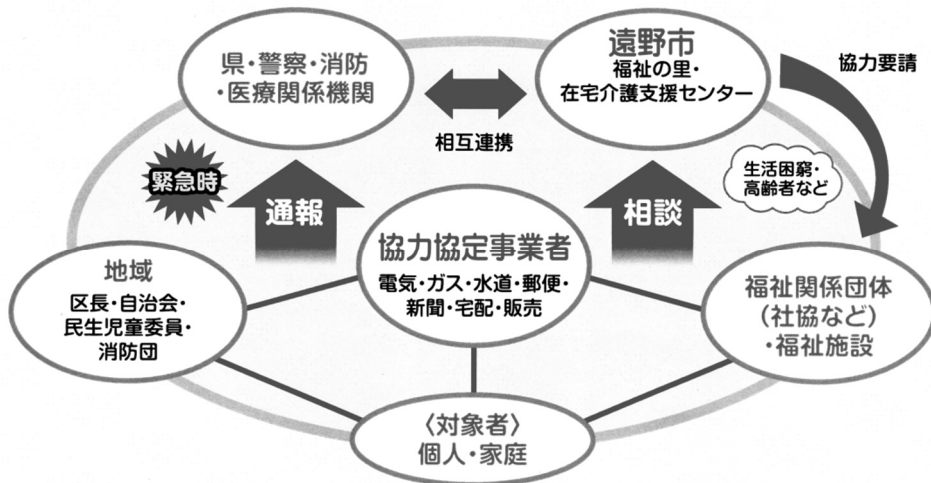 県・警察・消防
・医療関係機関
遠野市
福祉の里・
在宅介護支援センター
協力要請
相互連携
緊急時
通報
相談
生活困窮・
高齢者など
協力協定事業者
電気・ガス・水道・郵便・
新聞・宅配・販売
地域
区長・自治会・
民生児童委員・
消防団
福祉関係団体
(社協など)
・福祉施設
〈対象者〉
個人・家庭